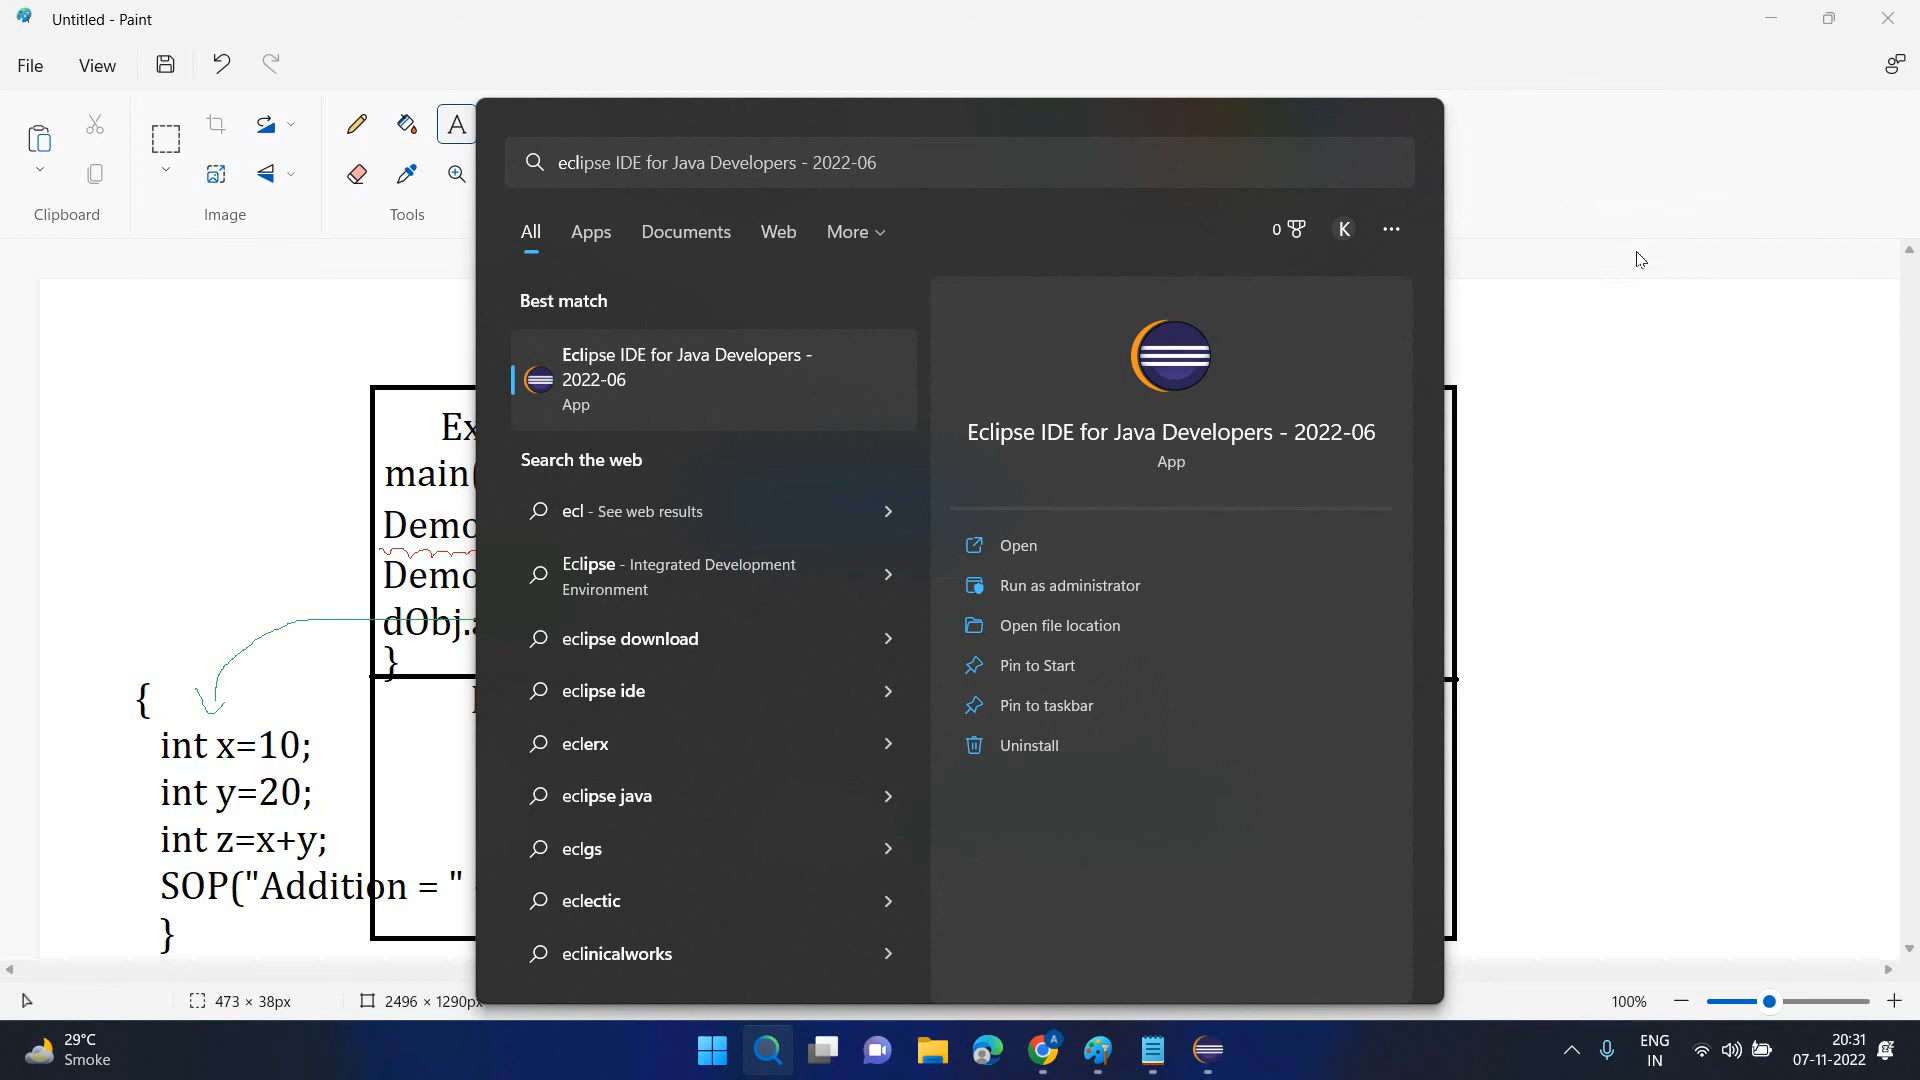 Untitled - Paint
File View
Clipboard
Image
Tools
eclipse IDE for Java Developers - 2022-06
All Apps Documents Web More
0 K
Best match
Eclipse IDE for Java Developers -
2022-06
App
Search the web
ecl - See web results
Eclipse - Integrated Development
Environment
eclipse download
eclipse ide
eclerx
eclipse java
eclgs
eclectic
eclinicalworks
Eclipse IDE for Java Developers - 2022-06
App
Open
Run as administrator
Open file location
Pin to Start
Pin to taskbar
Uninstall
Ex
main(
Demo
Demo
dObj.a
}
{
int x=10;
int y=20;
int z=x+y;
SOP("Addition = "
}
473 × 38px
2496 × 1290px
100%
29°C
Smoke
A
ENG
IN
20:31
07-11-2022